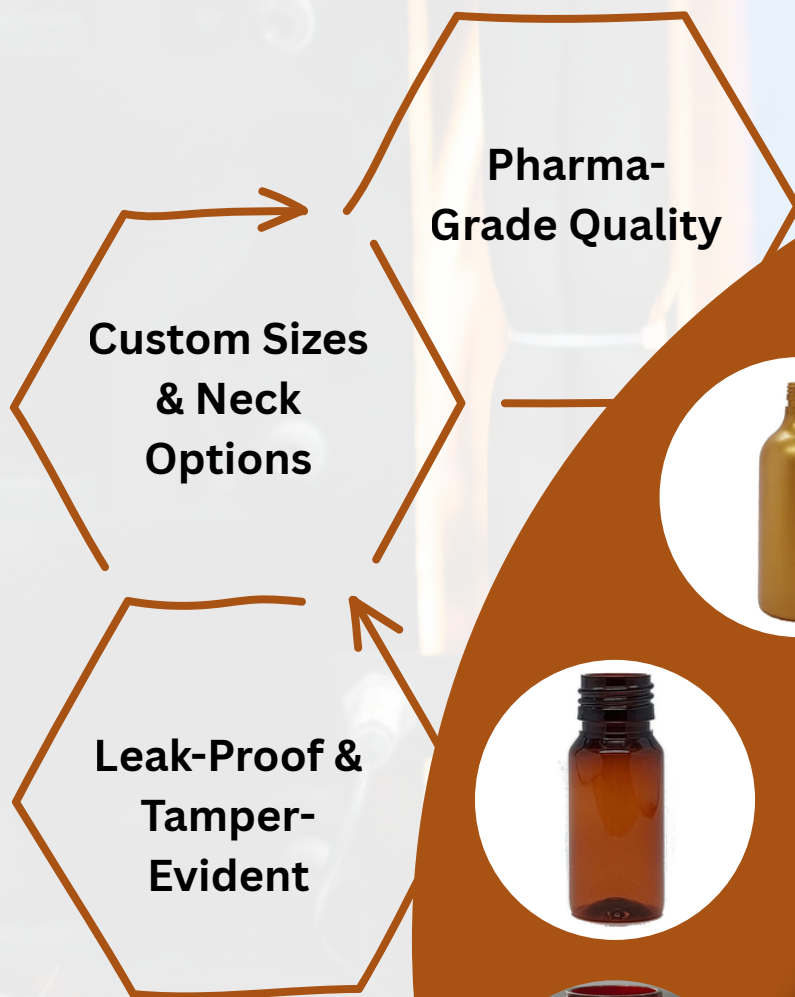 Pharma-
Grade Quality
Custom Sizes
& Neck
Options
Leak-Proof &
Tamper-
Evident